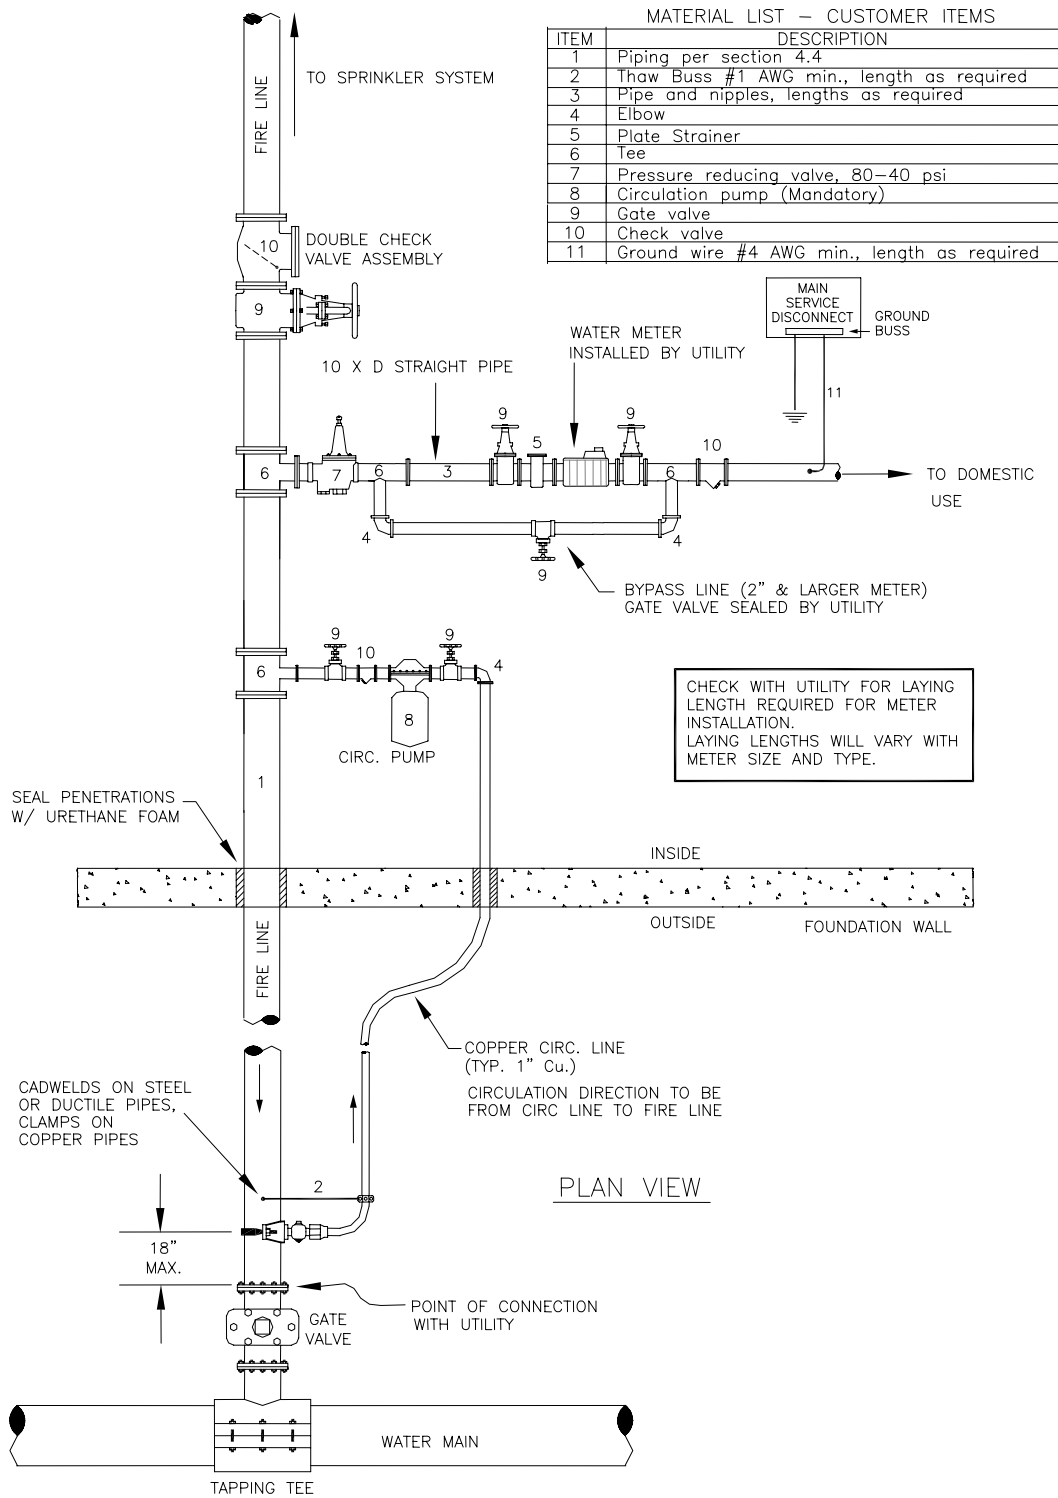 MATERIAL LIST – CUSTOMER ITEMS
ITEM DESCRIPTION
1 Piping per section 4.4
2 Thaw Buss #1 AWG min., length as required
3 Pipe and nipples, lengths as required
4 Elbow
5 Plate Strainer
6 Tee
7 Pressure reducing valve, 80–40 psi
8 Circulation pump (Mandatory)
9 Gate valve
10 Check valve
11 Ground wire #4 AWG min., length as required
TO SPRINKLER SYSTEM
FIRE LINE
10
DOUBLE CHECK
VALVE ASSEMBLY
9
MAIN
SERVICE
DISCONNECT
GROUND
BUSS
11
WATER METER
INSTALLED BY UTILITY
10 X D STRAIGHT PIPE
9
9
5
10
6
7
6
3
6
TO DOMESTIC
USE
4
4
9
BYPASS LINE (2" & LARGER METER)
GATE VALVE SEALED BY UTILITY
9
9
10
4
6
8
CIRC. PUMP
CHECK WITH UTILITY FOR LAYING
LENGTH REQUIRED FOR METER
INSTALLATION.
LAYING LENGTHS WILL VARY WITH
METER SIZE AND TYPE.
1
SEAL PENETRATIONS
W/ URETHANE FOAM
INSIDE
OUTSIDE
FOUNDATION WALL
FIRE LINE
COPPER CIRC. LINE
(TYP. 1" Cu.)
CIRCULATION DIRECTION TO BE
FROM CIRC LINE TO FIRE LINE
CADWELDS ON STEEL
OR DUCTILE PIPES,
CLAMPS ON
COPPER PIPES
2
PLAN VIEW
18"
MAX.
POINT OF CONNECTION
WITH UTILITY
GATE
VALVE
WATER MAIN
TAPPING TEE